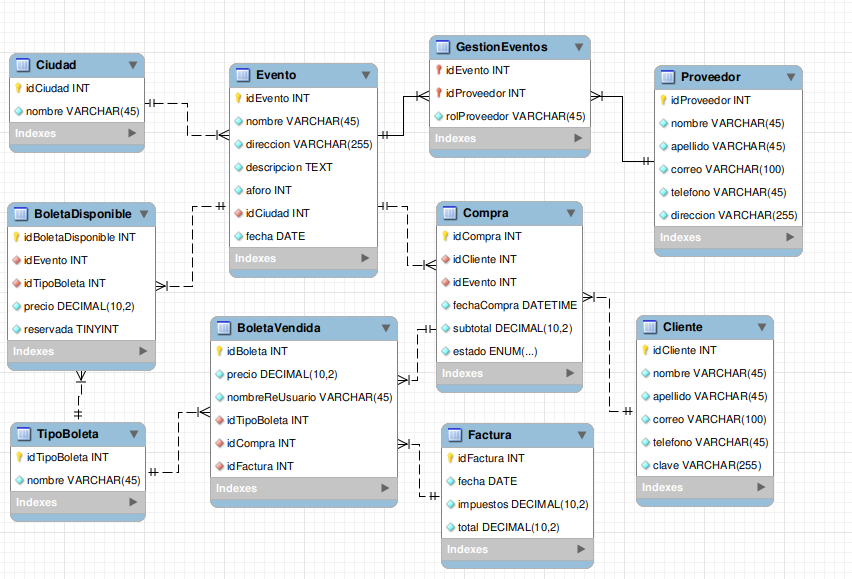 Ciudad
idCiudad INT
nombre VARCHAR(45)
Indexes
Evento
idEvento INT
nombre VARCHAR(45)
direccion VARCHAR(255)
descripcion TEXT
aforo INT
idCiudad INT
fecha DATE
Indexes
GestionEventos
idEvento INT
idProveedor INT
rolProveedor VARCHAR(45)
Indexes
Proveedor
idProveedor INT
nombre VARCHAR(45)
apellido VARCHAR(45)
correo VARCHAR(100)
telefono VARCHAR(45)
direccion VARCHAR(255)
Indexes
BoletaDisponible
idBoletaDisponible INT
idEvento INT
idTipoBoleta INT
precio DECIMAL(10,2)
reservada TINYINT
Indexes
Compra
idCompra INT
idCliente INT
idEvento INT
fechaCompra DATETIME
subtotal DECIMAL(10,2)
estado ENUM(...)
Indexes
BoletaVendida
idBoleta INT
precio DECIMAL(10,2)
nombreReUsuario VARCHAR(45)
idTipoBoleta INT
idCompra INT
idFactura INT
Indexes
Cliente
idCliente INT
nombre VARCHAR(45)
apellido VARCHAR(45)
correo VARCHAR(100)
telefono VARCHAR(45)
clave VARCHAR(255)
Indexes
TipoBoleta
idTipoBoleta INT
nombre VARCHAR(45)
Indexes
Factura
idFactura INT
fecha DATE
impuestos DECIMAL(10,2)
total DECIMAL(10,2)
Indexes